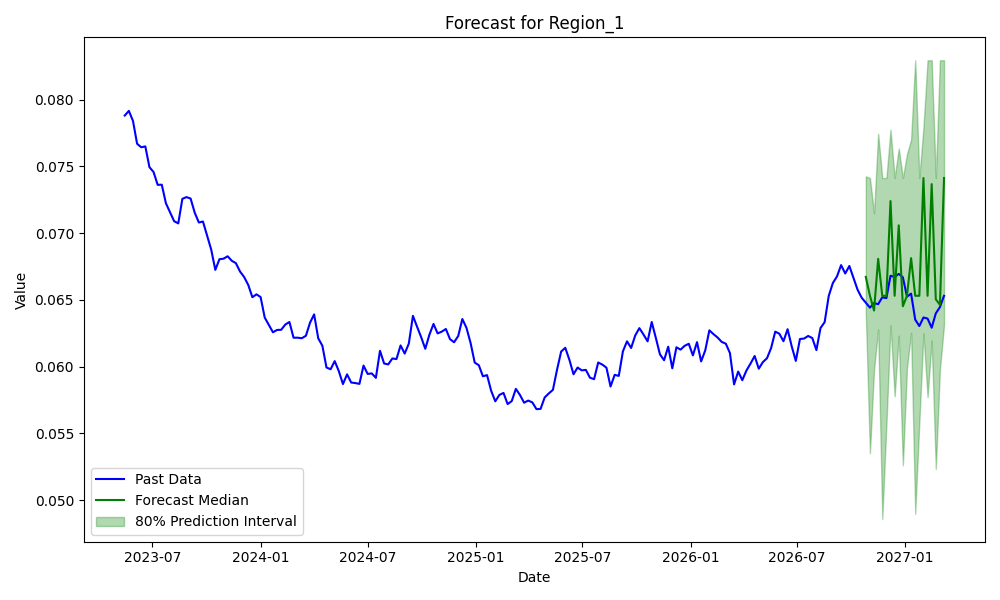 Forecast for Region_1
Value
0.080
0.075
0.070
0.065
0.060
0.055
0.050
Past Data
Forecast Median
80% Prediction Interval
2023-07
2024-01
2024-07
2025-01
2025-07
2026-01
2026-07
2027-01
Date